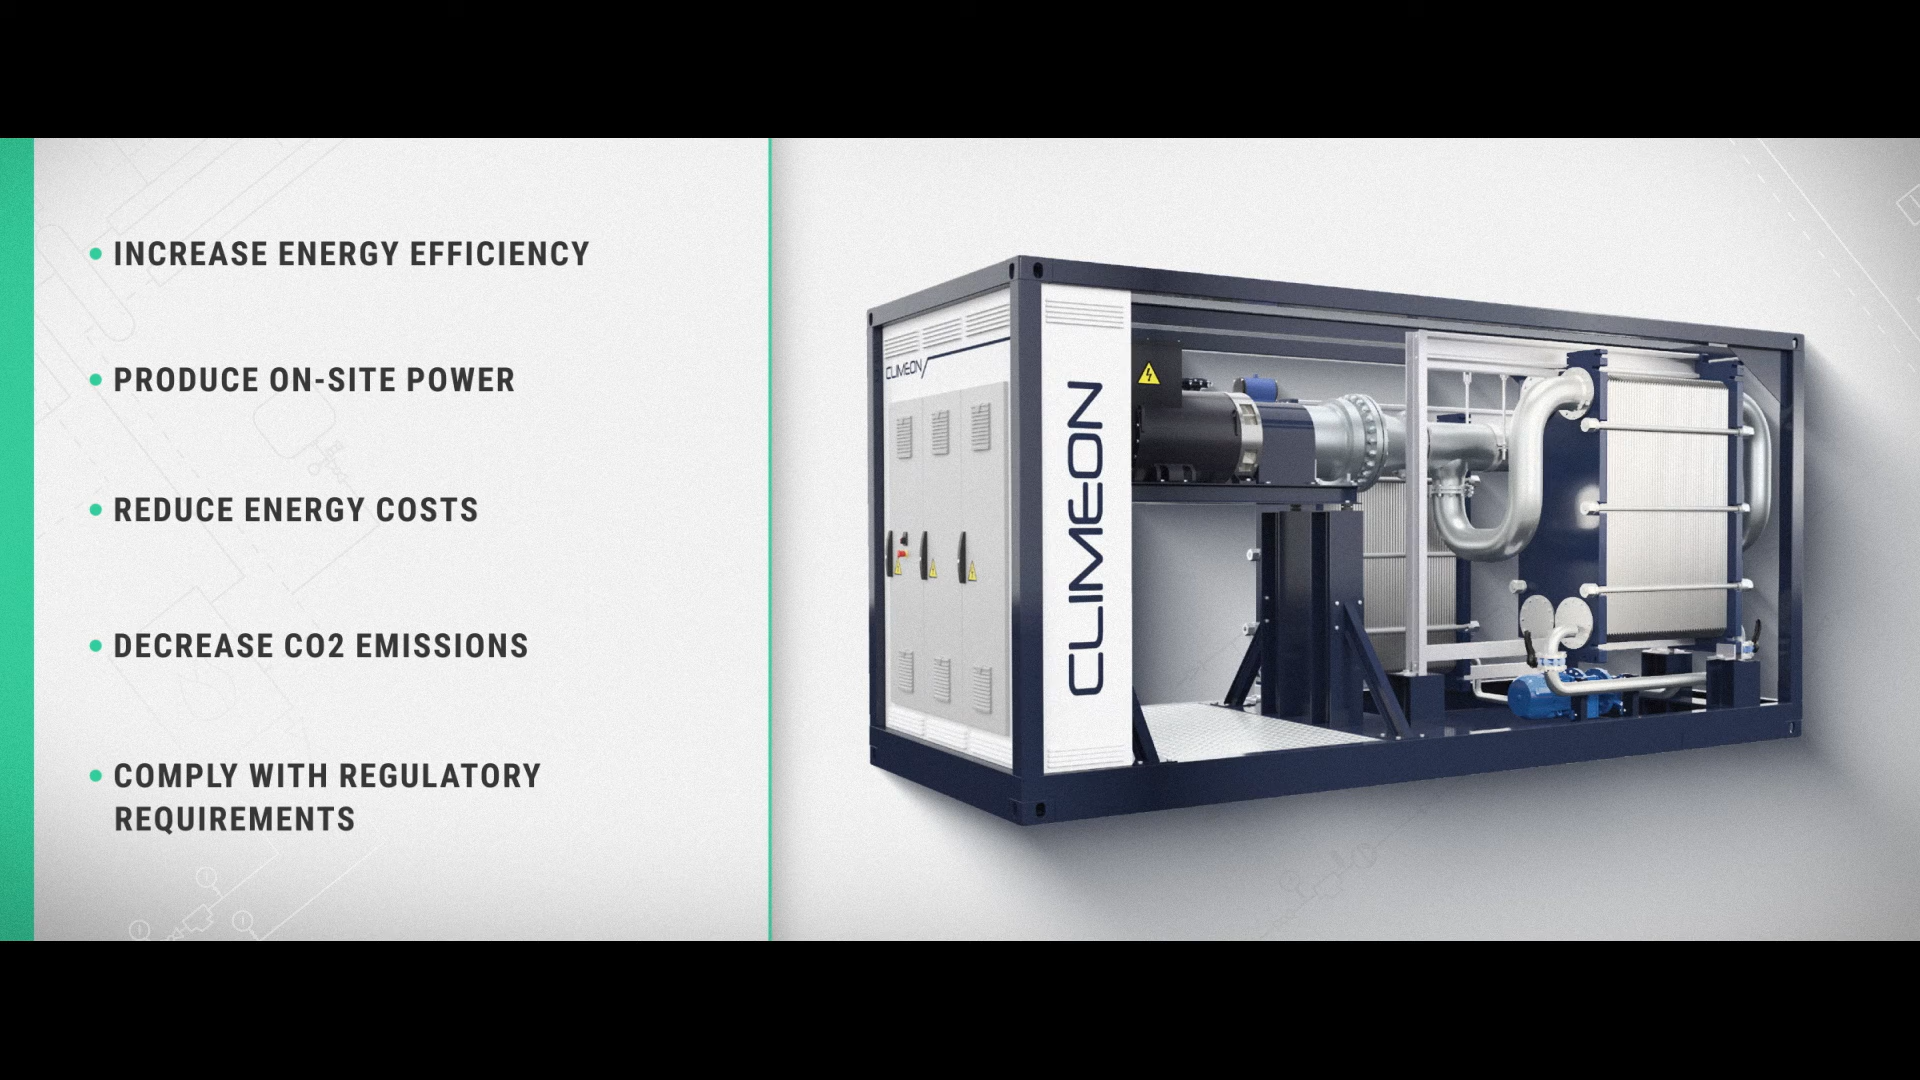 INCREASE ENERGY EFFICIENCY
PRODUCE ON-SITE POWER
REDUCE ENERGY COSTS
DECREASE CO2 EMISSIONS
COMPLY WITH REGULATORY
REQUIREMENTS
CLIMEON
CLIMEON